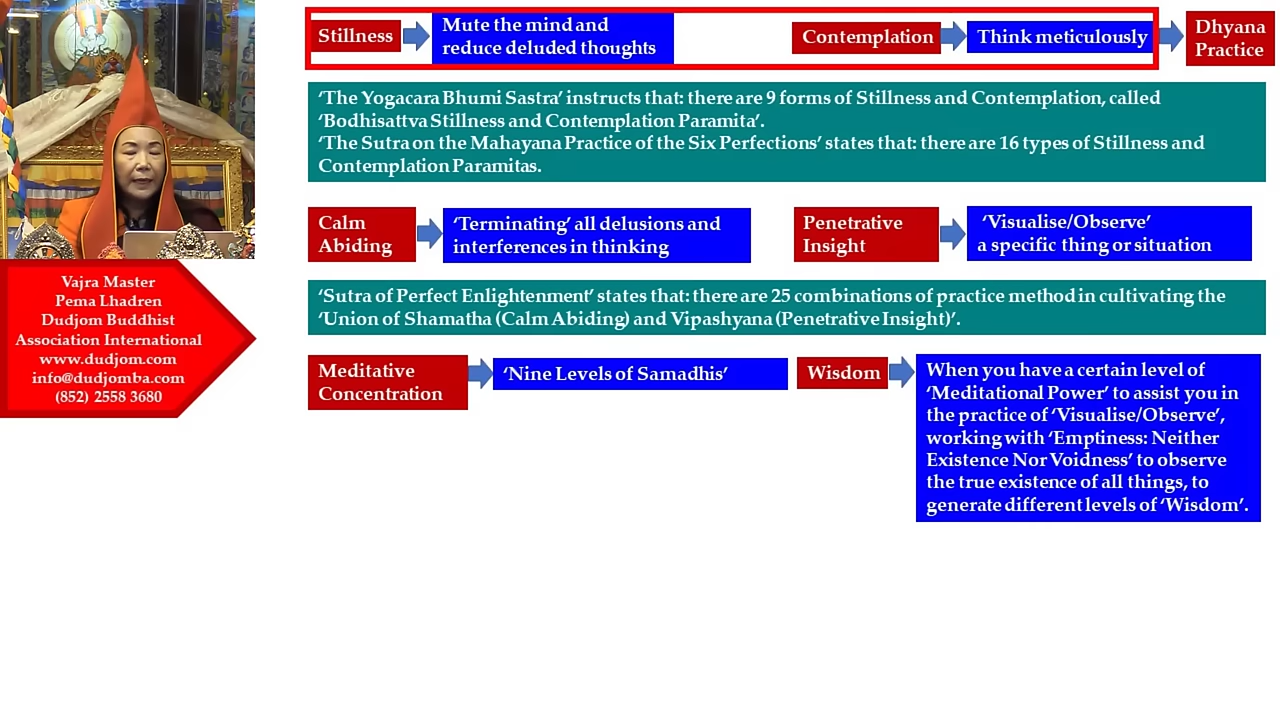 Stillness
Mute the mind and
reduce deluded thoughts
Contemplation
Think meticulously
Dhyana
Practice
‘The Yogacara Bhumi Sastra’ instructs that: there are 9 forms of Stillness and Contemplation, called
‘Bodhisattva Stillness and Contemplation Paramita’.
‘The Sutra on the Mahayana Practice of the Six Perfections’ states that: there are 16 types of Stillness and
Contemplation Paramitas.
Calm
Abiding
‘Terminating’ all delusions and
interferences in thinking
Penetrative
Insight
‘Visualise/Observe’
a specific thing or situation
Vajra Master
Pema Lhadren
Dudjom Buddhist
Association International
www.dudjom.com
info@dudjomba.com
(852) 2558 3680
‘Sutra of Perfect Enlightenment’ states that: there are 25 combinations of practice method in cultivating the
‘Union of Shamatha (Calm Abiding) and Vipashyana (Penetrative Insight)’.
Meditative
Concentration
‘Nine Levels of Samadhis’
Wisdom
When you have a certain level of
‘Meditational Power’ to assist you in
the practice of ‘Visualise/Observe’,
working with ‘Emptiness: Neither
Existence Nor Voidness’ to observe
the true existence of all things, to
generate different levels of ‘Wisdom’.